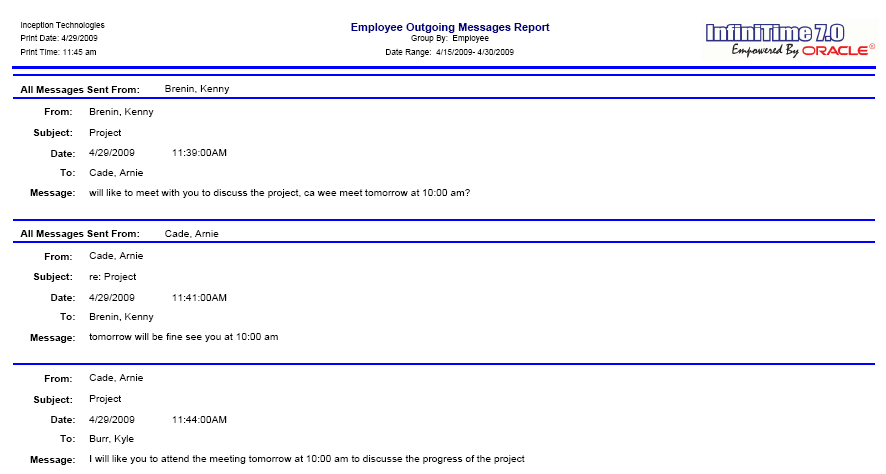 Inception Technologies
Print Date: 4/29/2009
Print Time: 11:45 am
Employee Outgoing Messages Report
Group By: Employee
Date Range: 4/15/2009- 4/30/2009
InfiniTime 7.0
Empowered By ORACLE®
All Messages Sent From: Brenin, Kenny
From: Brenin, Kenny
Subject: Project
Date: 4/29/2009 11:39:00AM
To: Cade, Arnie
Message: will like to meet with you to discuss the project, ca wee meet tomorrow at 10:00 am?
All Messages Sent From: Cade, Arnie
From: Cade, Arnie
Subject: re: Project
Date: 4/29/2009 11:41:00AM
To: Brenin, Kenny
Message: tomorrow will be fine see you at 10:00 am
From: Cade, Arnie
Subject: Project
Date: 4/29/2009 11:44:00AM
To: Burr, Kyle
Message: I will like you to attend the meeting tomorrow at 10:00 am to discusse the progress of the project